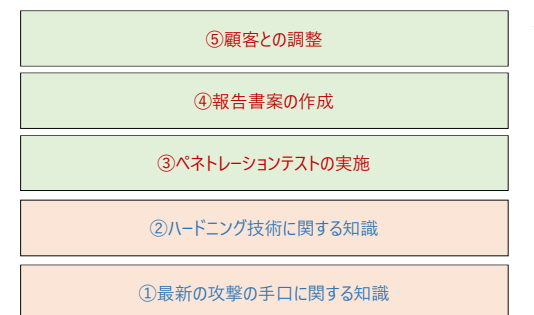 ⑤顧客との調整
④報告書案の作成
③ペネトレーションテストの実施
②ハードニング技術に関する知識
①最新の攻撃の手口に関する知識